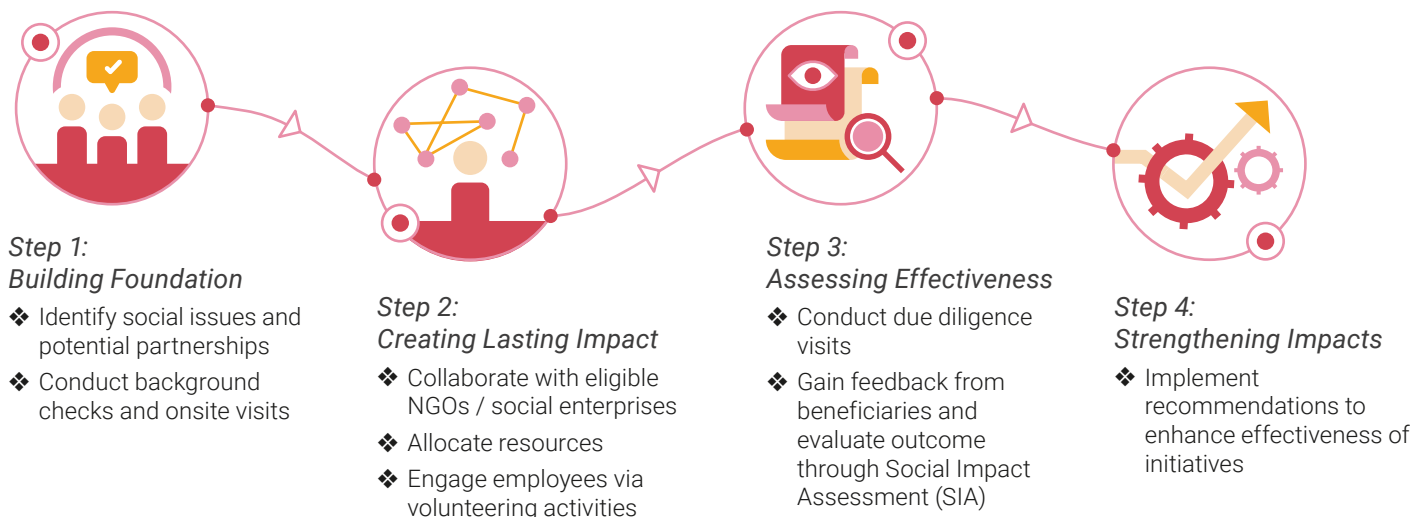 Step 1:
Building Foundation
❖ Identify social issues and
potential partnerships
❖ Conduct background
checks and onsite visits
Step 2:
Creating Lasting Impact
❖ Collaborate with eligible
NGOs / social enterprises
❖ Allocate resources
❖ Engage employees via
volunteering activities
Step 3:
Assessing Effectiveness
❖ Conduct due diligence
visits
❖ Gain feedback from
beneficiaries and
evaluate outcome
through Social Impact
Assessment (SIA)
Step 4:
Strengthening Impacts
❖ Implement
recommendations to
enhance effectiveness of
initiatives